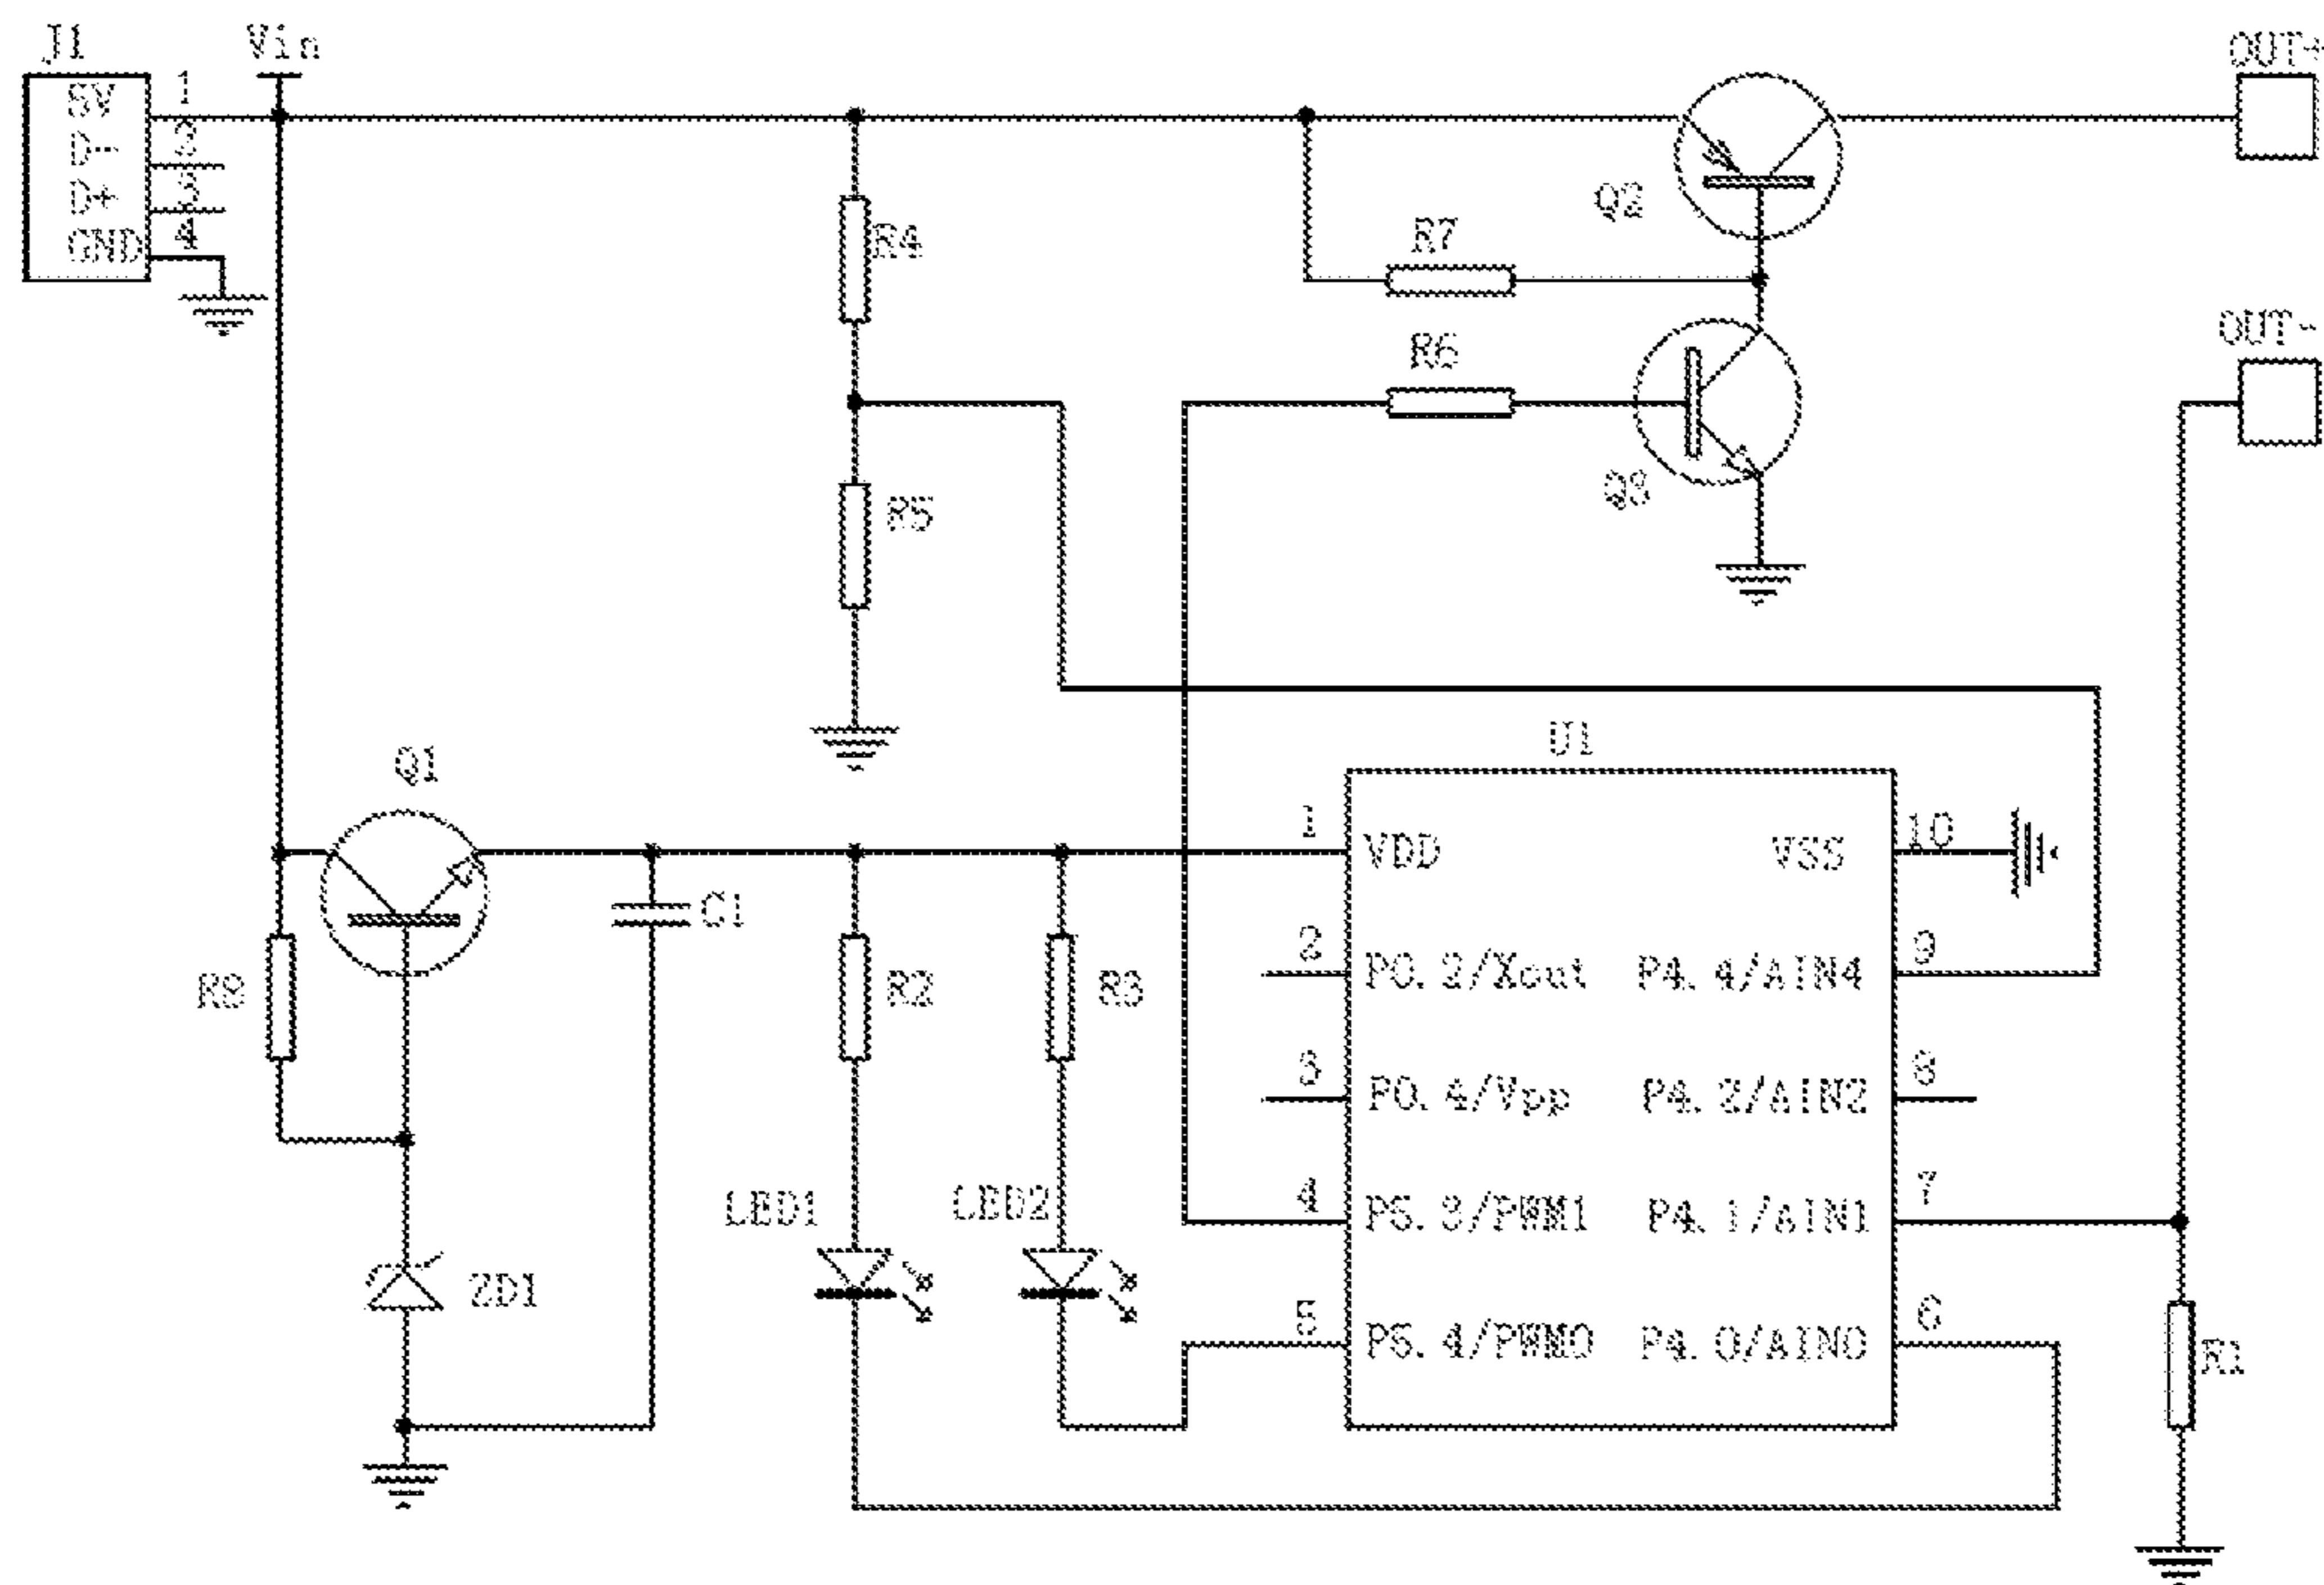 J1
Vin
OUT+
5V
1
D-
2
D+
3
GND
4
R4
Q2
R7
R6
OUT-
R5
Q3
Q1
U1
1
VDD
VSS
10
C1
2
P0.2/Xout
P4.4/AIN4
9
R2
R3
3
P0.4/Vpp
P4.2/AIN2
8
LED1
LED2
4
P5.3/PWM1
P4.1/AIN1
7
ZD1
5
P5.4/PWM0
P4.0/AIN0
6
R1